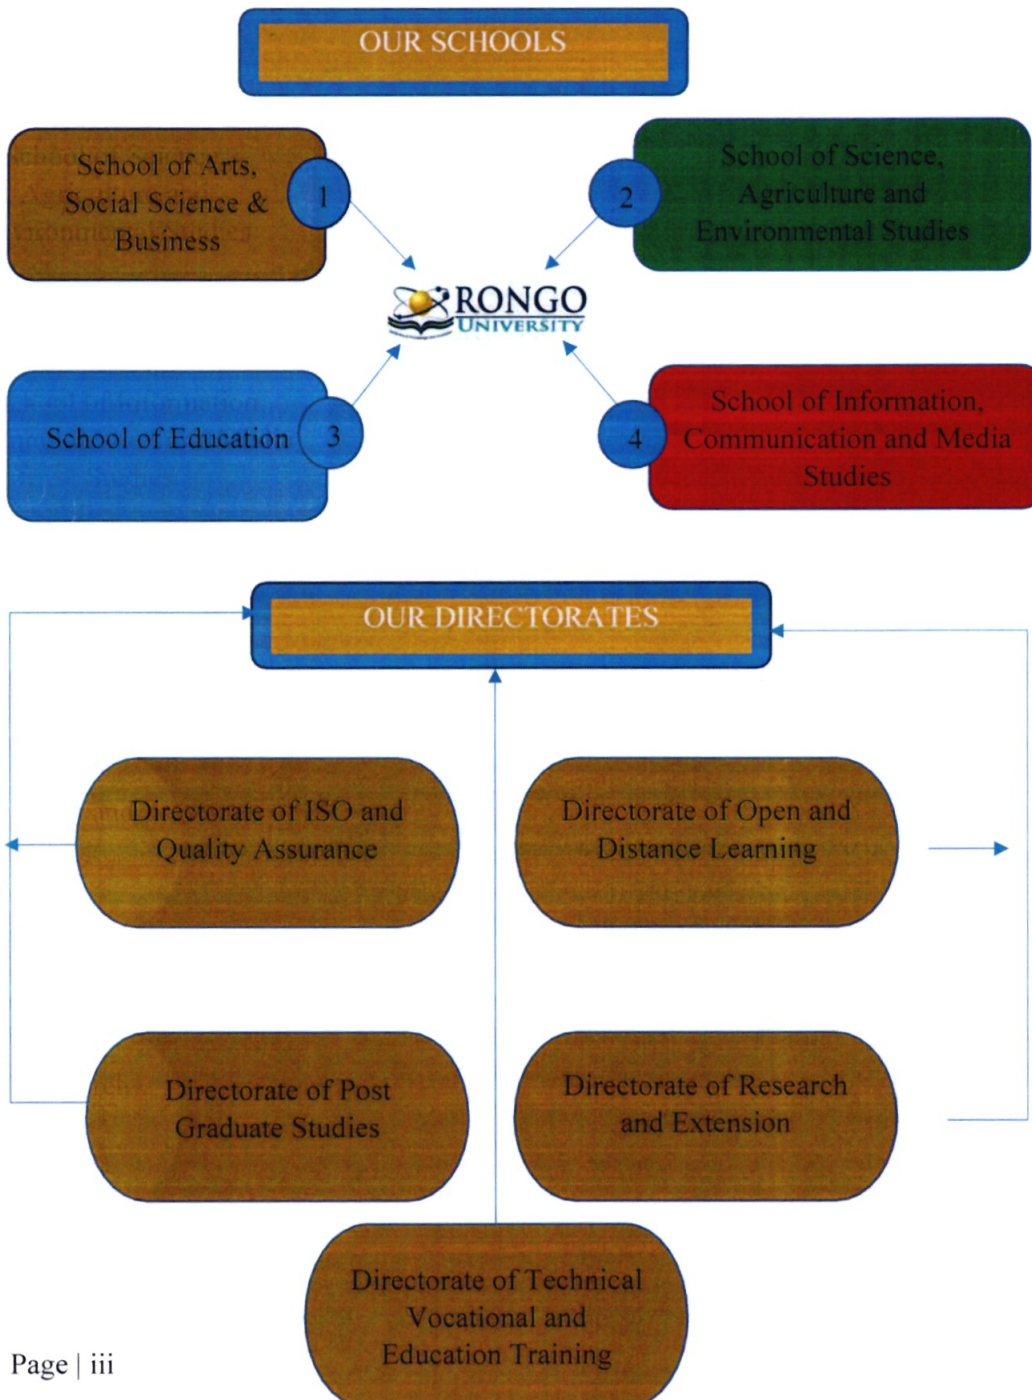 OUR SCHOOLS
School of Arts,
Social Science &
Business
1
School of Science,
Agriculture and
Environmental Studies
2
RONGO
UNIVERSITY
School of Education
3
School of Information,
Communication and Media
Studies
4
OUR DIRECTORATES
Directorate of ISO and
Quality Assurance
Directorate of Open and
Distance Learning
Directorate of Post
Graduate Studies
Directorate of Research
and Extension
Directorate of Technical
Vocational and
Education Training
Page | iii